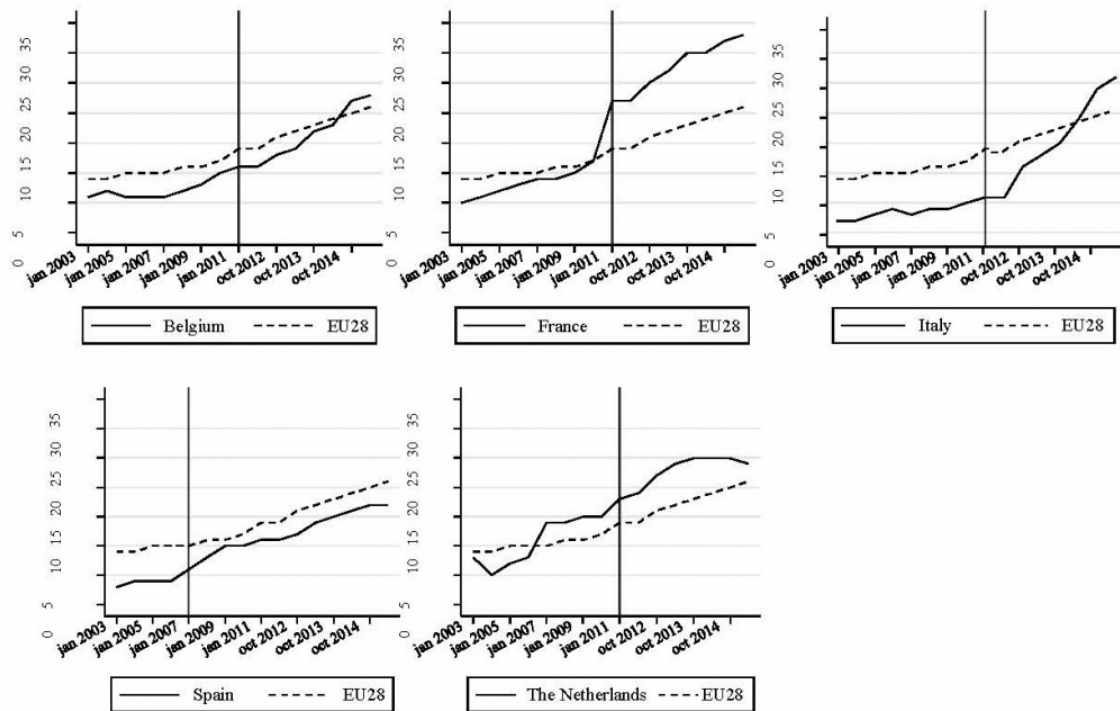 35
30
25
20
15
10
5
0
jan 2003
jan 2005
jan 2007
jan 2009
jan 2011
oct 2012
oct 2013
oct 2014
Belgium EU28
35
30
25
20
15
10
5
0
jan 2003
jan 2005
jan 2007
jan 2009
jan 2011
oct 2012
oct 2013
oct 2014
France EU28
35
30
25
20
15
10
5
0
jan 2003
jan 2005
jan 2007
jan 2009
jan 2011
oct 2012
oct 2013
oct 2014
Italy EU28
35
30
25
20
15
10
5
0
jan 2003
jan 2005
jan 2007
jan 2009
jan 2011
oct 2012
oct 2013
oct 2014
Spain EU28
35
30
25
20
15
10
5
0
jan 2003
jan 2005
jan 2007
jan 2009
jan 2011
oct 2012
oct 2013
oct 2014
The Netherlands EU28